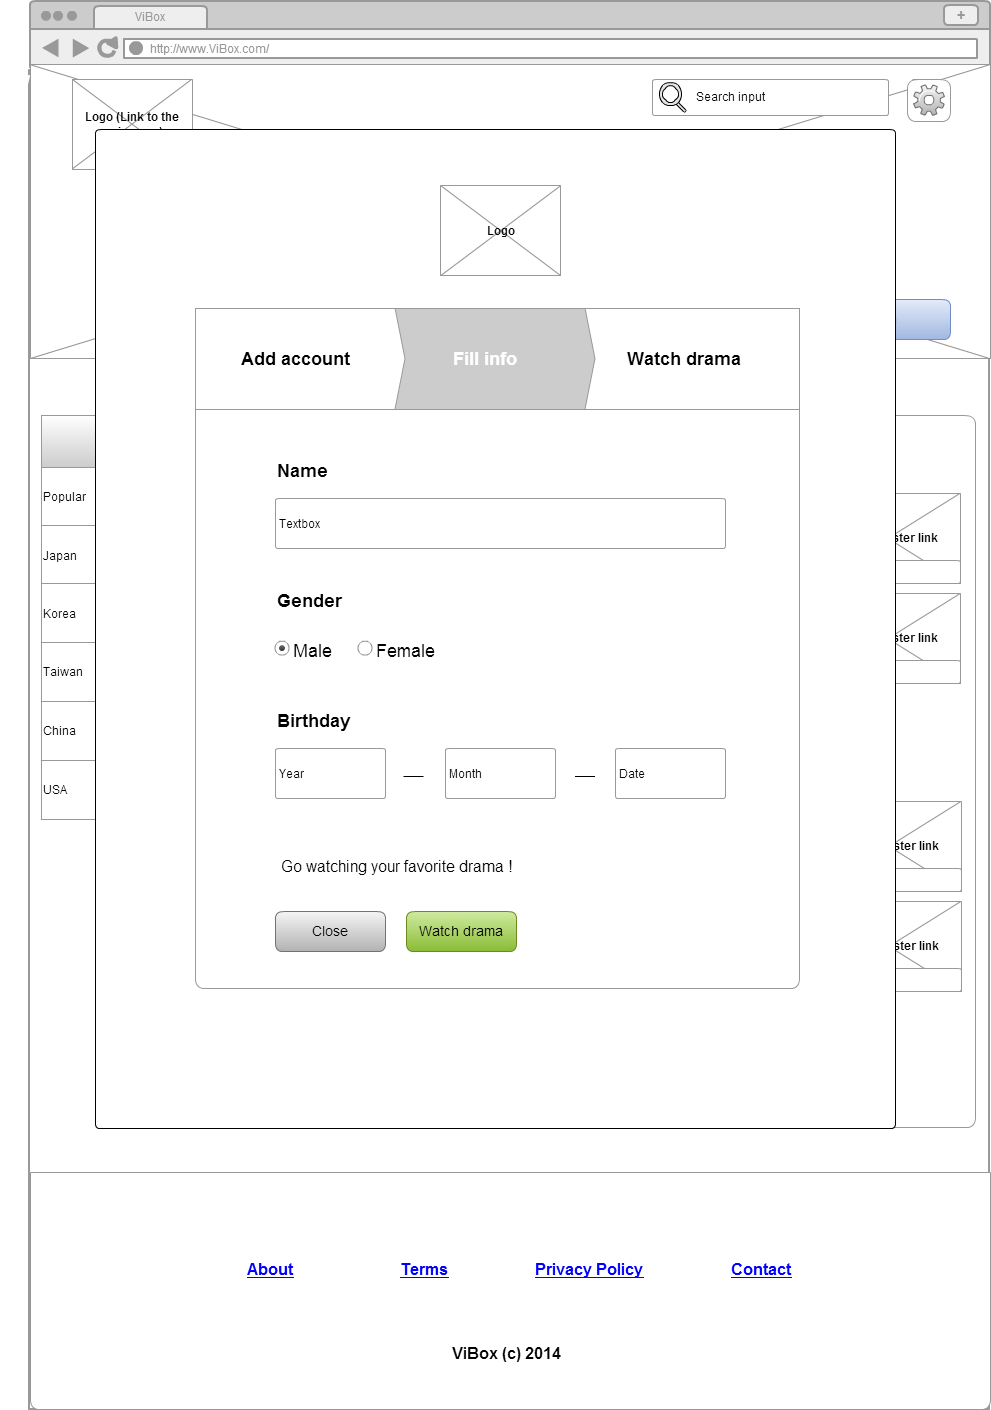 ViBox
+
http://www.ViBox.com/
Logo (Link to the
Search input
Logo
Add account
Fill info
Watch drama
Name
Textbox
Gender
Male
Female
Birthday
Year
Month
Date
Go watching your favorite drama !
Close
Watch drama
Popular
Japan
Korea
Taiwan
China
USA
ster link
ster link
ster link
ster link
About
Terms
Privacy Policy
Contact
ViBox (c) 2014